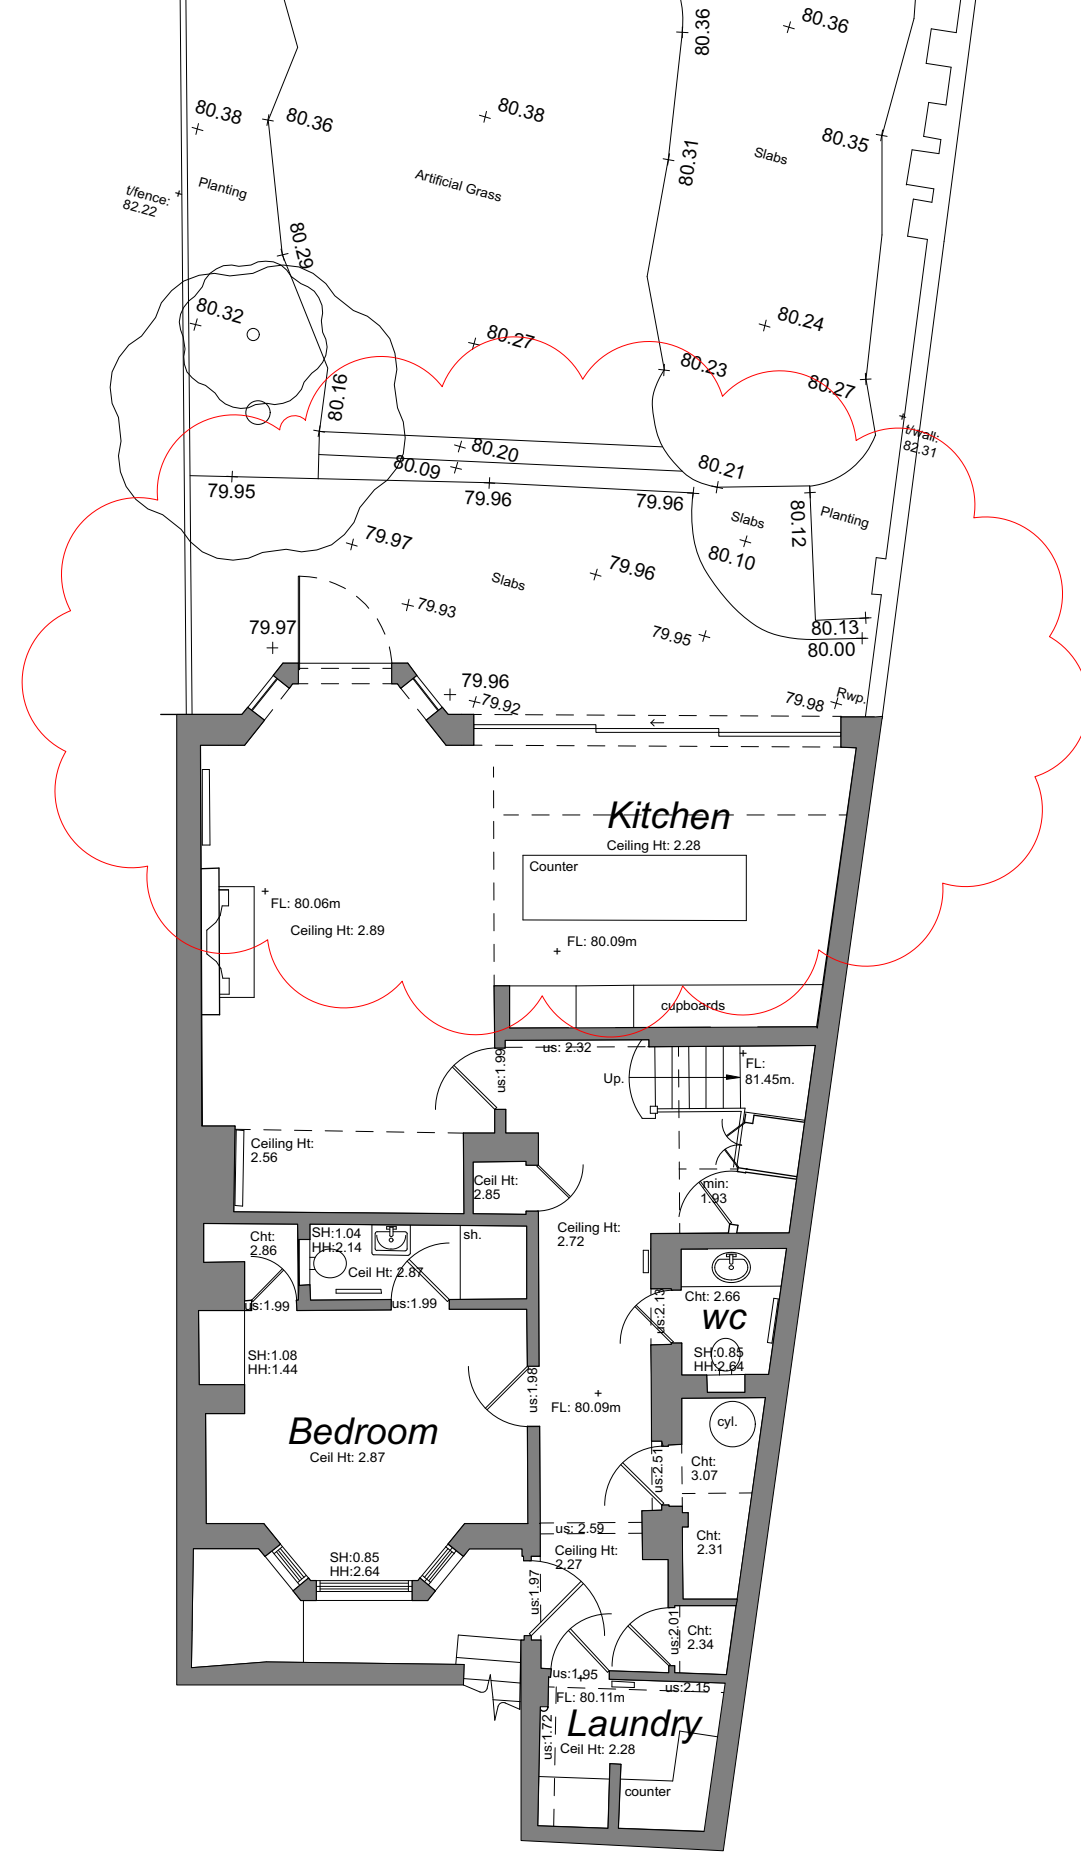 80.36
80.36
80.38
80.36
80.38
80.35
80.31
Slabs
t/fence:
82.22
Planting
Artificial Grass
80.29
80.32
80.24
80.27
80.23
80.27
80.16
t/wall:
82.31
80.20
80.09
80.21
79.95
79.96
79.96
Slabs
80.12
Planting
79.97
80.10
79.96
Slabs
79.93
79.97
79.95
80.13
80.00
79.96
79.92
79.98
Rwp.
Kitchen
Ceiling Ht: 2.28
Counter
FL: 80.06m
Ceiling Ht: 2.89
FL: 80.09m
cupboards
us: 2.32
us:1.99
Up.
FL:
81.45m.
Ceiling Ht:
2.56
Ceil Ht:
2.85
min:
1.93
Cht:
2.86
SH:1.04
HH:2.14
sh.
Ceiling Ht:
2.72
Ceil Ht: 2.87
us:1.99
us:1.99
Cht: 2.66
us:2.13
wc
SH:0.85
HH:2.64
SH:1.08
HH:1.44
us:1.98
FL: 80.09m
Bedroom
Ceil Ht: 2.87
cyl.
Cht:
3.07
us:2.51
us: 2.59
Cht:
2.31
Ceiling Ht:
2.27
SH:0.85
HH:2.64
us:1.97
us:2.01
Cht:
2.34
us:1.95
us:2.15
FL: 80.11m
Laundry
us:1.72
Ceil Ht: 2.28
counter